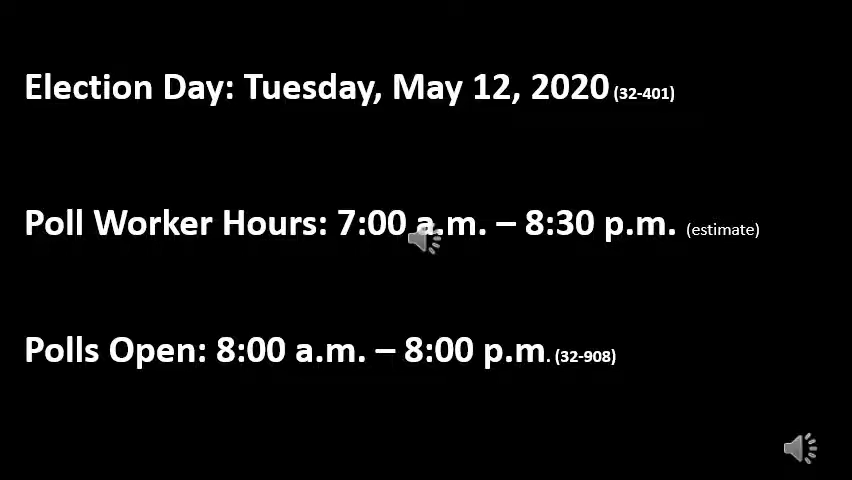 Election Day: Tuesday, May 12, 2020 (32-401)
Poll Worker Hours: 7:00 a.m. – 8:30 p.m. (estimate)
Polls Open: 8:00 a.m. – 8:00 p.m. (32-908)